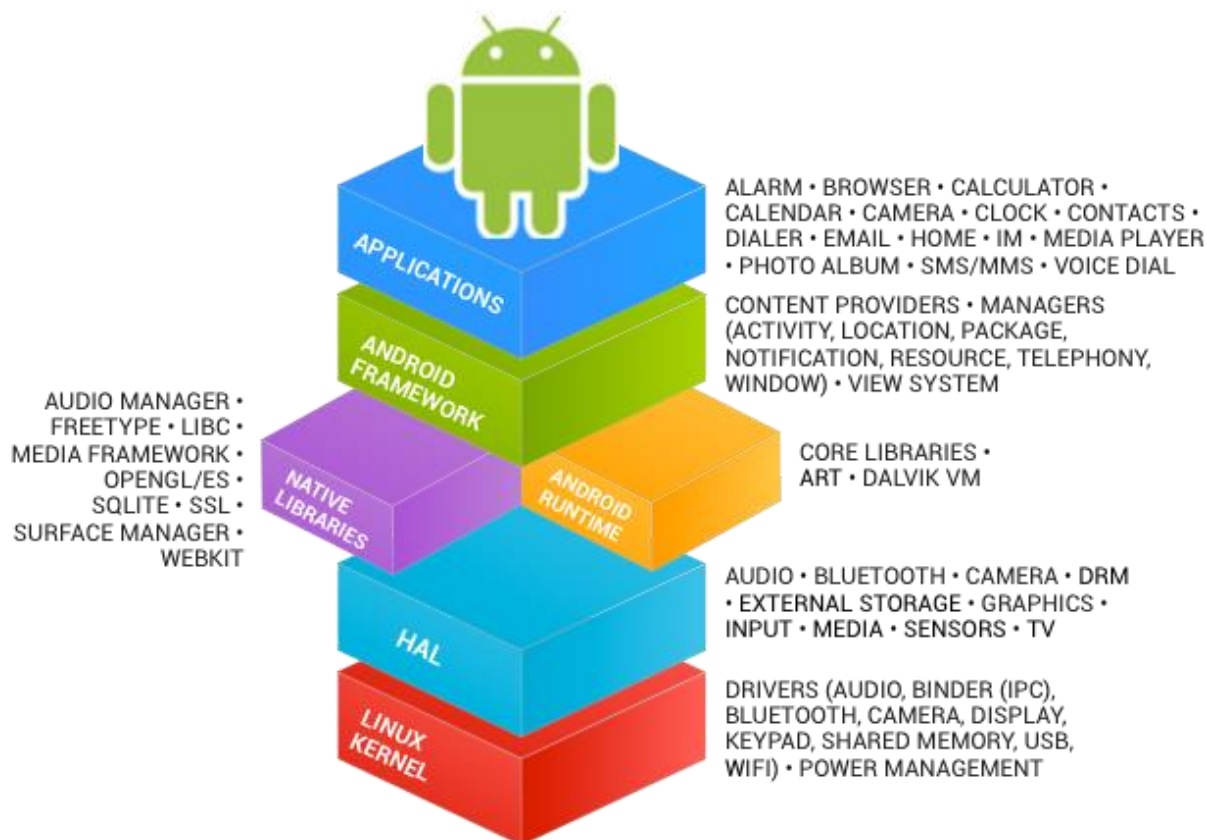 APPLICATIONS
ALARM • BROWSER • CALCULATOR •
CALENDAR • CAMERA • CLOCK • CONTACTS •
DIALER • EMAIL • HOME • IM • MEDIA PLAYER
• PHOTO ALBUM • SMS/MMS • VOICE DIAL
ANDROID
FRAMEWORK
CONTENT PROVIDERS • MANAGERS
(ACTIVITY, LOCATION, PACKAGE,
NOTIFICATION, RESOURCE, TELEPHONY,
WINDOW) • VIEW SYSTEM
AUDIO MANAGER •
FREETYPE • LIBC •
MEDIA FRAMEWORK •
OPENGL/ES •
SQLITE • SSL •
SURFACE MANAGER •
WEBKIT
NATIVE
LIBRARIES
ANDROID
RUNTIME
CORE LIBRARIES •
ART • DALVIK VM
HAL
AUDIO • BLUETOOTH • CAMERA • DRM
• EXTERNAL STORAGE • GRAPHICS •
INPUT • MEDIA • SENSORS • TV
LINUX
KERNEL
DRIVERS (AUDIO, BINDER (IPC),
BLUETOOTH, CAMERA, DISPLAY,
KEYPAD, SHARED MEMORY, USB,
WIFI) • POWER MANAGEMENT